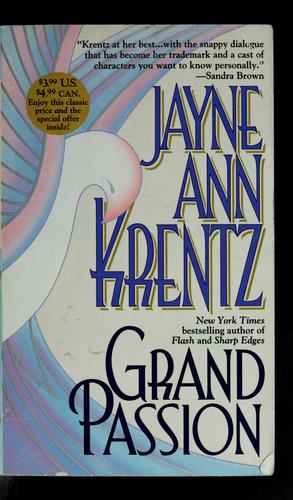 "Krentz at her best...with the snappy dialogue
that has become her trademark and a cast of
characters you want to know personally."
—Sandra Brown
$3.99 U.S.
$4.99 CAN.
Enjoy this classic
price and the
special offer
inside!
JAYNE
ANN
KRENTZ
New York Times
bestselling author of
Flash and Sharp Edges
GRAND
PASSION